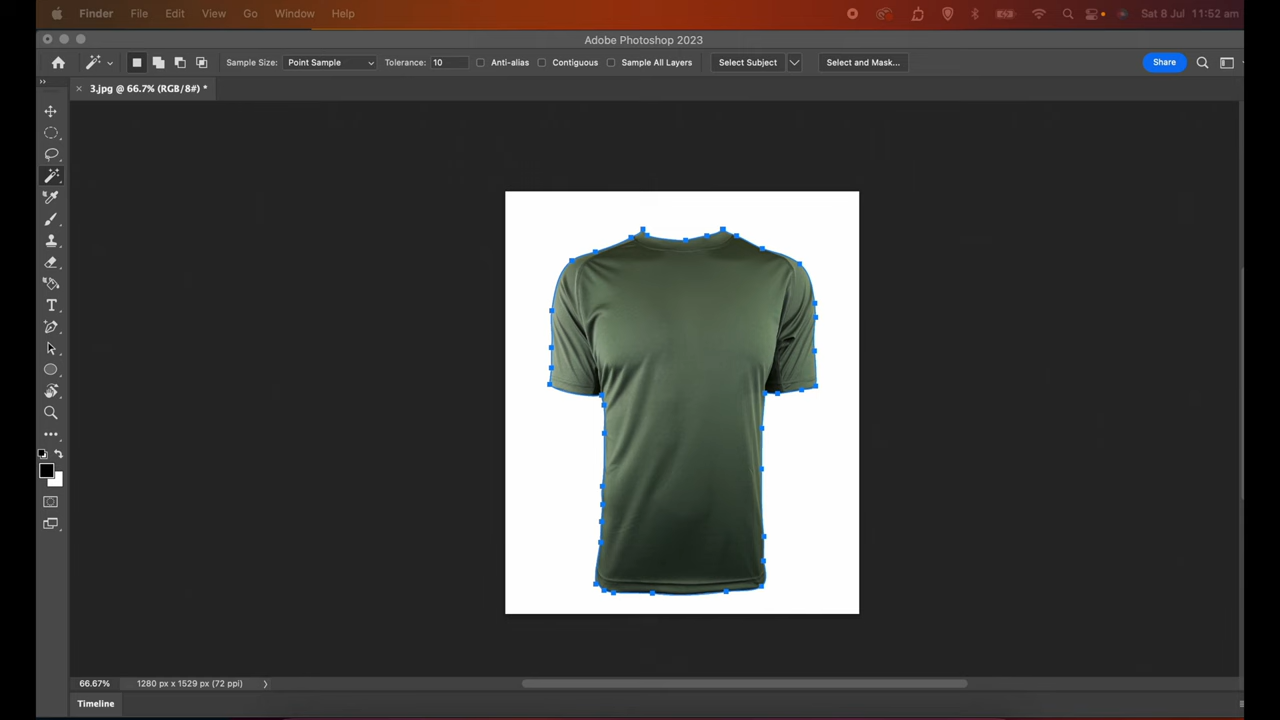 Finder File Edit View Go Window Help Sat 8 Jul 11:52 am
Adobe Photoshop 2023
Sample Size: Point Sample Tolerance: 10 Anti-alias Contiguous Sample All Layers Select Subject Select and Mask... Share
3.jpg @ 66.7% (RGB/8#) *
66.67% 1280 px x 1529 px (72 ppi)
Timeline